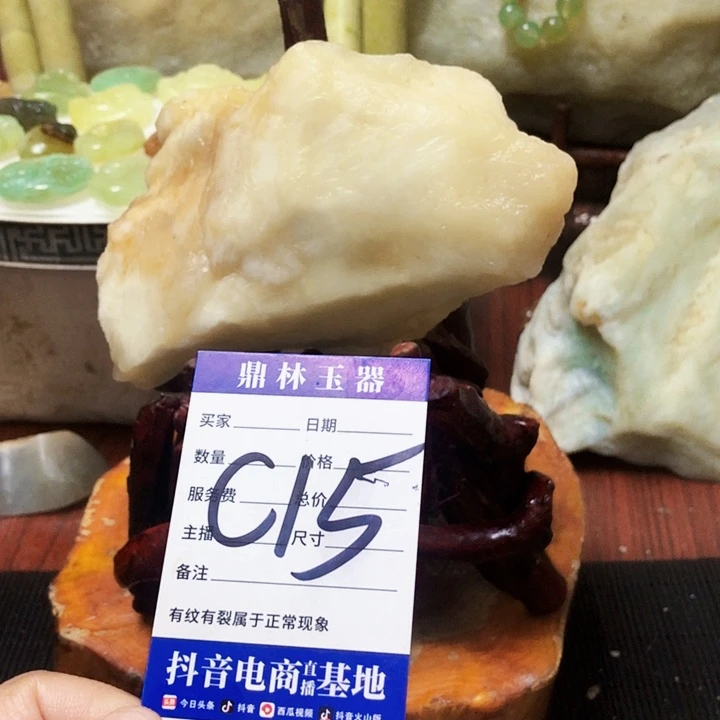 鼎林玉器
买家 日期
数量 价格
C15
服务费 总价
主播 尺寸
备注
有纹有裂属于正常现象
抖音电商直播基地
今日头条 抖音 西瓜视频 抖音火山版